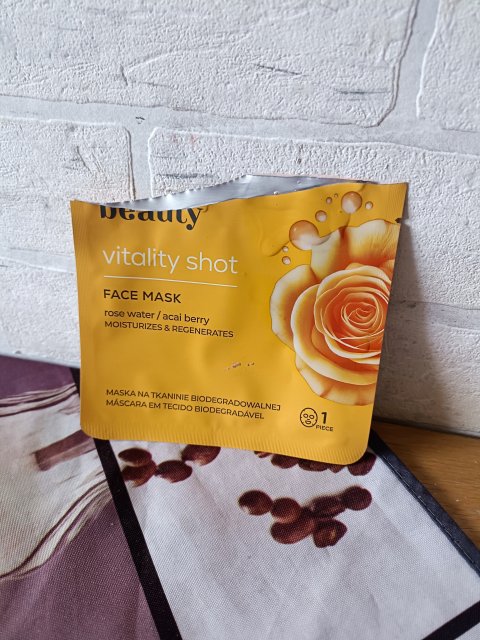 beauty
vitality shot
FACE MASK
rose water / acai berry
MOISTURIZES & REGENERATES
MASKA NA TKANINIE BIODEGRADOWALNEJ
MÁSCARA EM TECIDO BIODEGRADÁVEL
1
PIECE